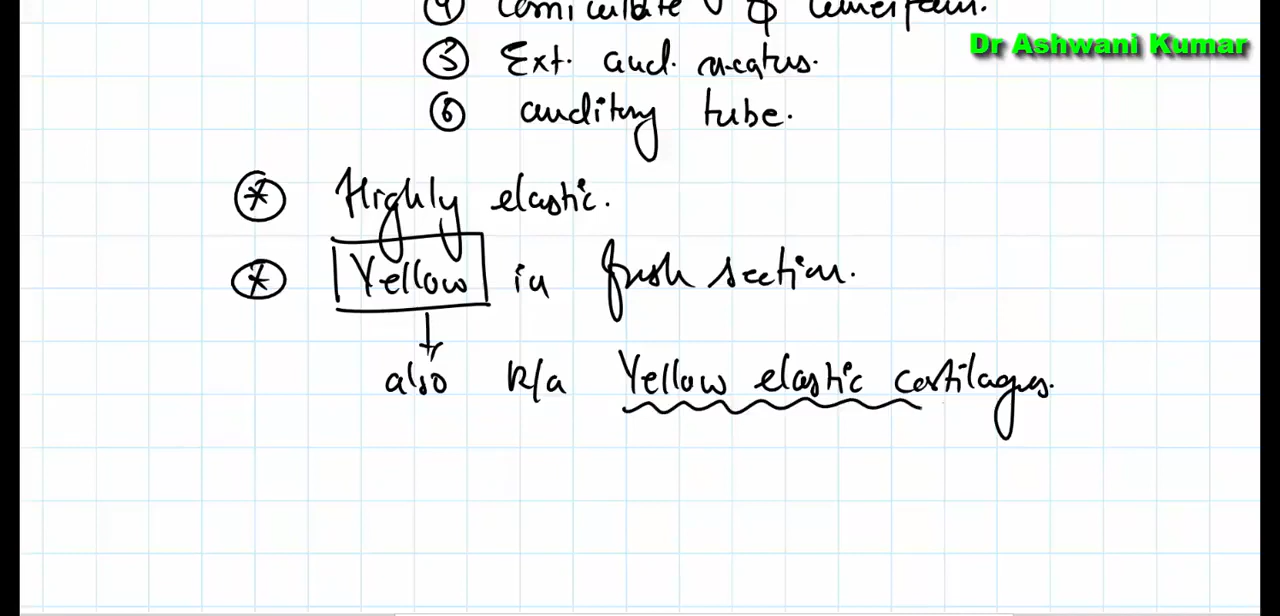 ④ Corniculate & Cuneiform.
Dr Ashwani Kumar
⑤ Ext. aud. meatus.
⑥ auditory tube.
* Highly elastic.
* Yellow in fresh section.
also k/a Yellow elastic cartilages.